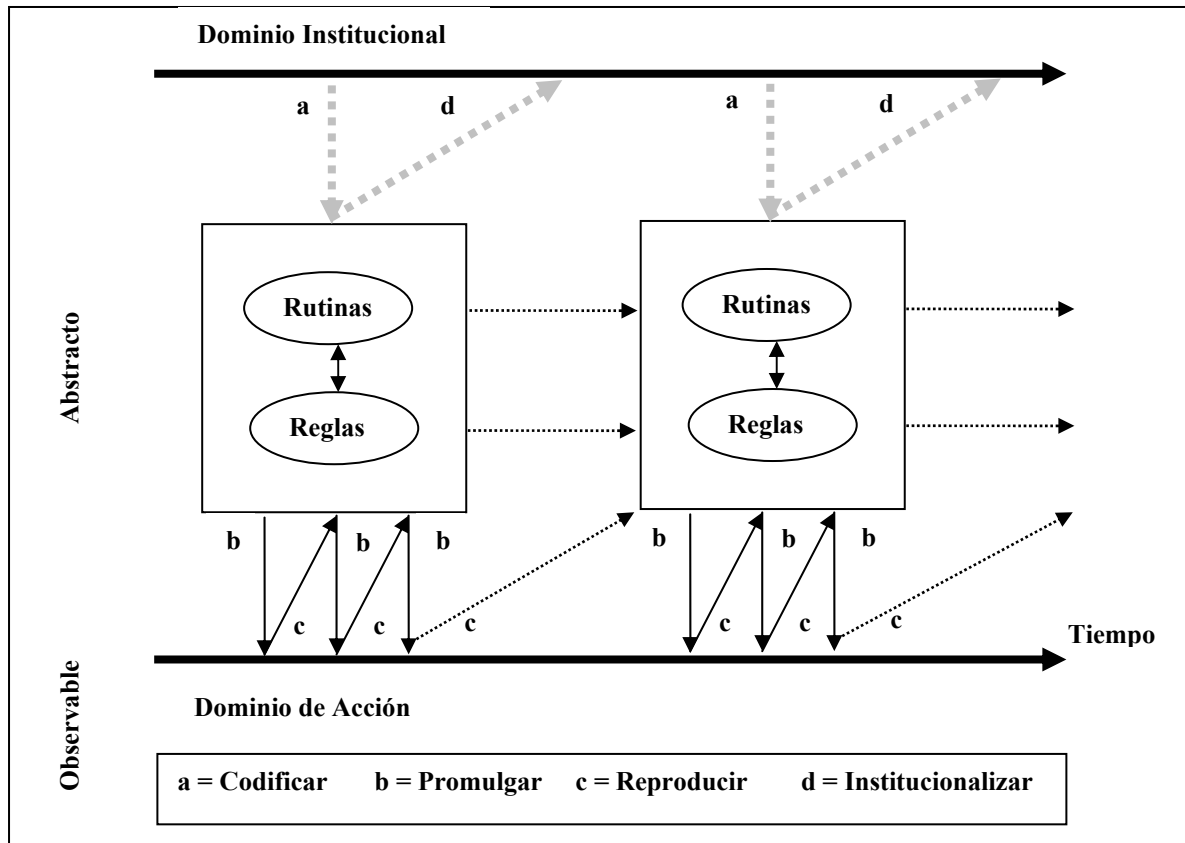 Dominio Institucional
a
d
a
d
Rutinas
Rutinas
Abstracto
Reglas
Reglas
b
b
b
b
b
b
c
c
c
c
c
c
Tiempo
Observable
Dominio de Acción
a = Codificar b = Promulgar c = Reproducir d = Institucionalizar